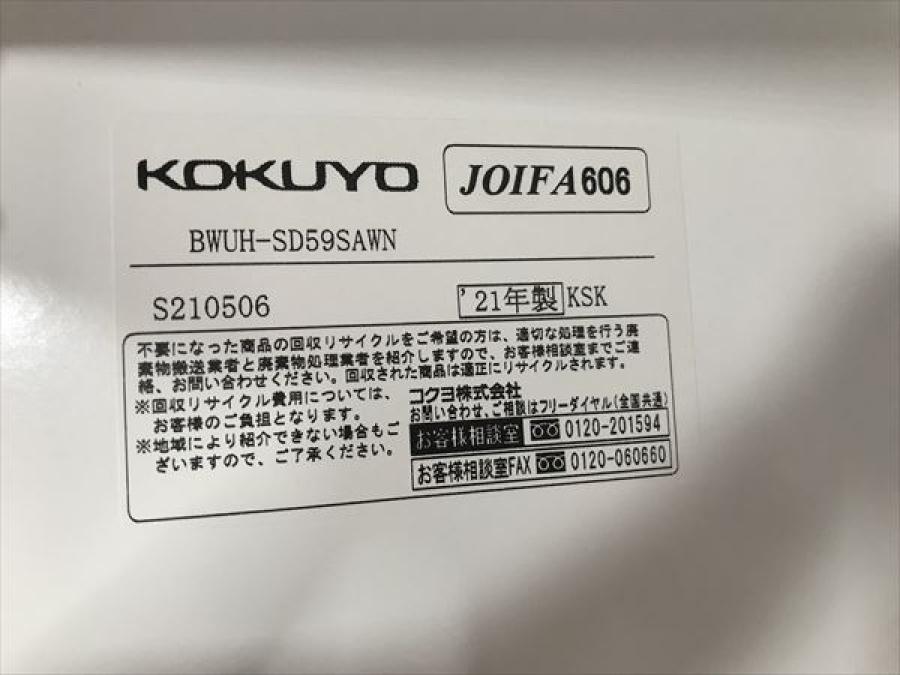 KOKUYO JOIFA606
BWUH-SD59SAWN
S210506 '21年製 KSK
不要になった商品の回収リサイクルをご希望の方は、適切な処理を行う廃
棄物搬送業者と廃棄物処理業者を紹介しますので、お客様相談室までご連
絡、お問い合わせください。回収された商品は適正にリサイクルされます。
※回収リサイクル費用については、
お客様のご負担となります。
※地域により紹介できない場合もご
ざいますので、ご了承ください。
コクヨ株式会社
お問い合わせ、ご相談はフリーダイヤル(全国共通)
お客様相談室 0120-201594
お客様相談室FAX 0120-060660